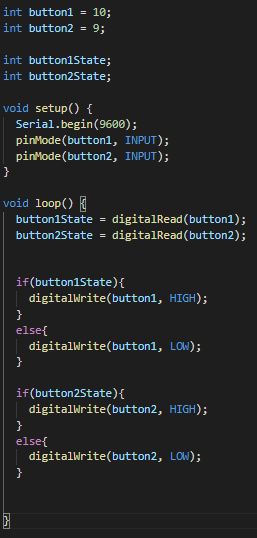 int button1 = 10;
int button2 = 9;
int button1State;
int button2State;
void setup() {
  Serial.begin(9600);
  pinMode(button1, INPUT);
  pinMode(button2, INPUT);
}
void loop() {
  button1State = digitalRead(button1);
  button2State = digitalRead(button2);
  if(button1State){
    digitalWrite(button1, HIGH);
  }
  else{
    digitalWrite(button1, LOW);
  }
  if(button2State){
    digitalWrite(button2, HIGH);
  }
  else{
    digitalWrite(button2, LOW);
  }
}